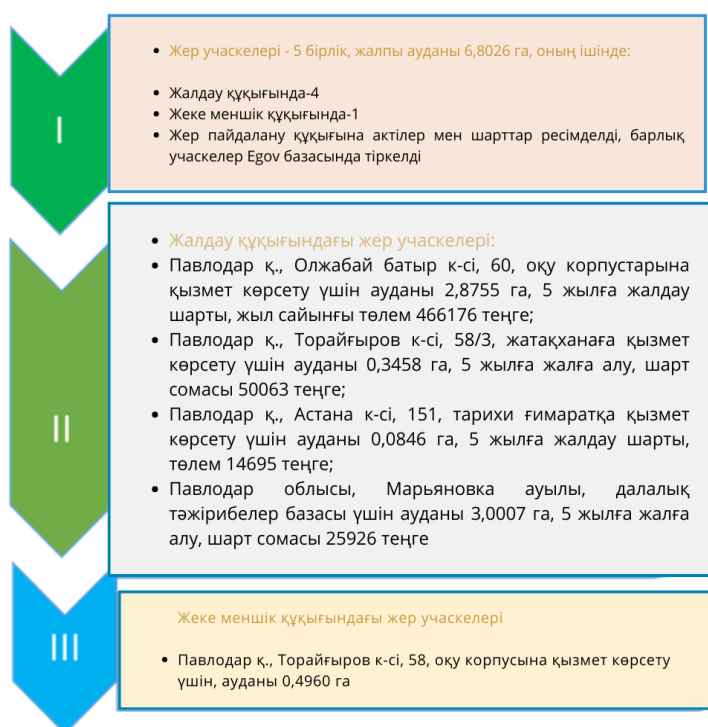 I
Жер учаскелері - 5 бірлік, жалпы ауданы 6,8026 га, оның ішінде:
Жалдау құқығында-4
Жеке меншік құқығында-1
Жер пайдалану құқығына актілер мен шарттар ресімделді, барлық
учаскелер Egov базасында тіркелді
II
Жалдау құқығындағы жер учаскелері:
Павлодар қ., Олжабай батыр к-сі, 60, оқу корпустарына
қызмет көрсету үшін ауданы 2,8755 га, 5 жылға жалдау
шарты, жыл сайынғы төлем 466176 теңге;
Павлодар қ., Торайғыров к-сі, 58/3, жатақханаға қызмет
көрсету үшін ауданы 0,3458 га, 5 жылға жалға алу, шарт
сомасы 50063 теңге;
Павлодар қ., Астана к-сі, 151, тарихи ғимаратқа қызмет
көрсету үшін ауданы 0,0846 га, 5 жылға жалдау шарты,
төлем 14695 теңге;
Павлодар облысы, Марьяновка ауылы, далалық
тәжірибелер базасы үшін ауданы 3,0007 га, 5 жылға жалға
алу, шарт сомасы 25926 теңге
III
Жеке меншік құқығындағы жер учаскелері
Павлодар қ., Торайғыров к-сі, 58, оқу корпусына қызмет көрсету
үшін, ауданы 0,4960 га